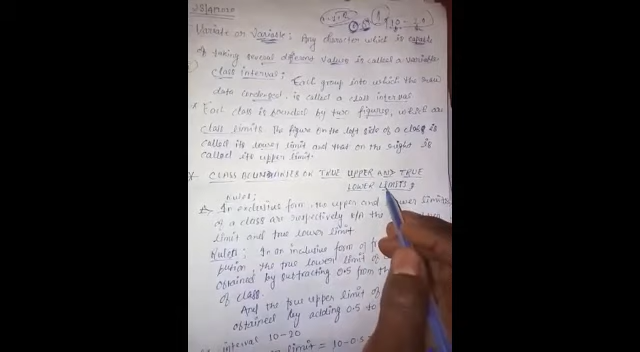 Variate or Variable: Any character which is capable
of taking several different values is called a variable
Class interval: Each group into which the raw
data condensed is called a class interval
* Each class is bounded by two figures, which are
class limits. The figure on the left side of a class is
called its lower limit and that on the right is
called its upper limit.
* CLASS BOUNDARIES OR TRUE UPPER AND TRUE
LOWER LIMITS:
Rule:
In exclusive form, the upper and lower limits
of a class are respectively
limit and true lower limit
Rule: In an inclusive form of
bution, the true lower limit of
obtained by subtracting 0.5 from the
of class.
And the true upper limit of
obtained by adding 0.5 to
interval 10-20
limit = 10-0.5